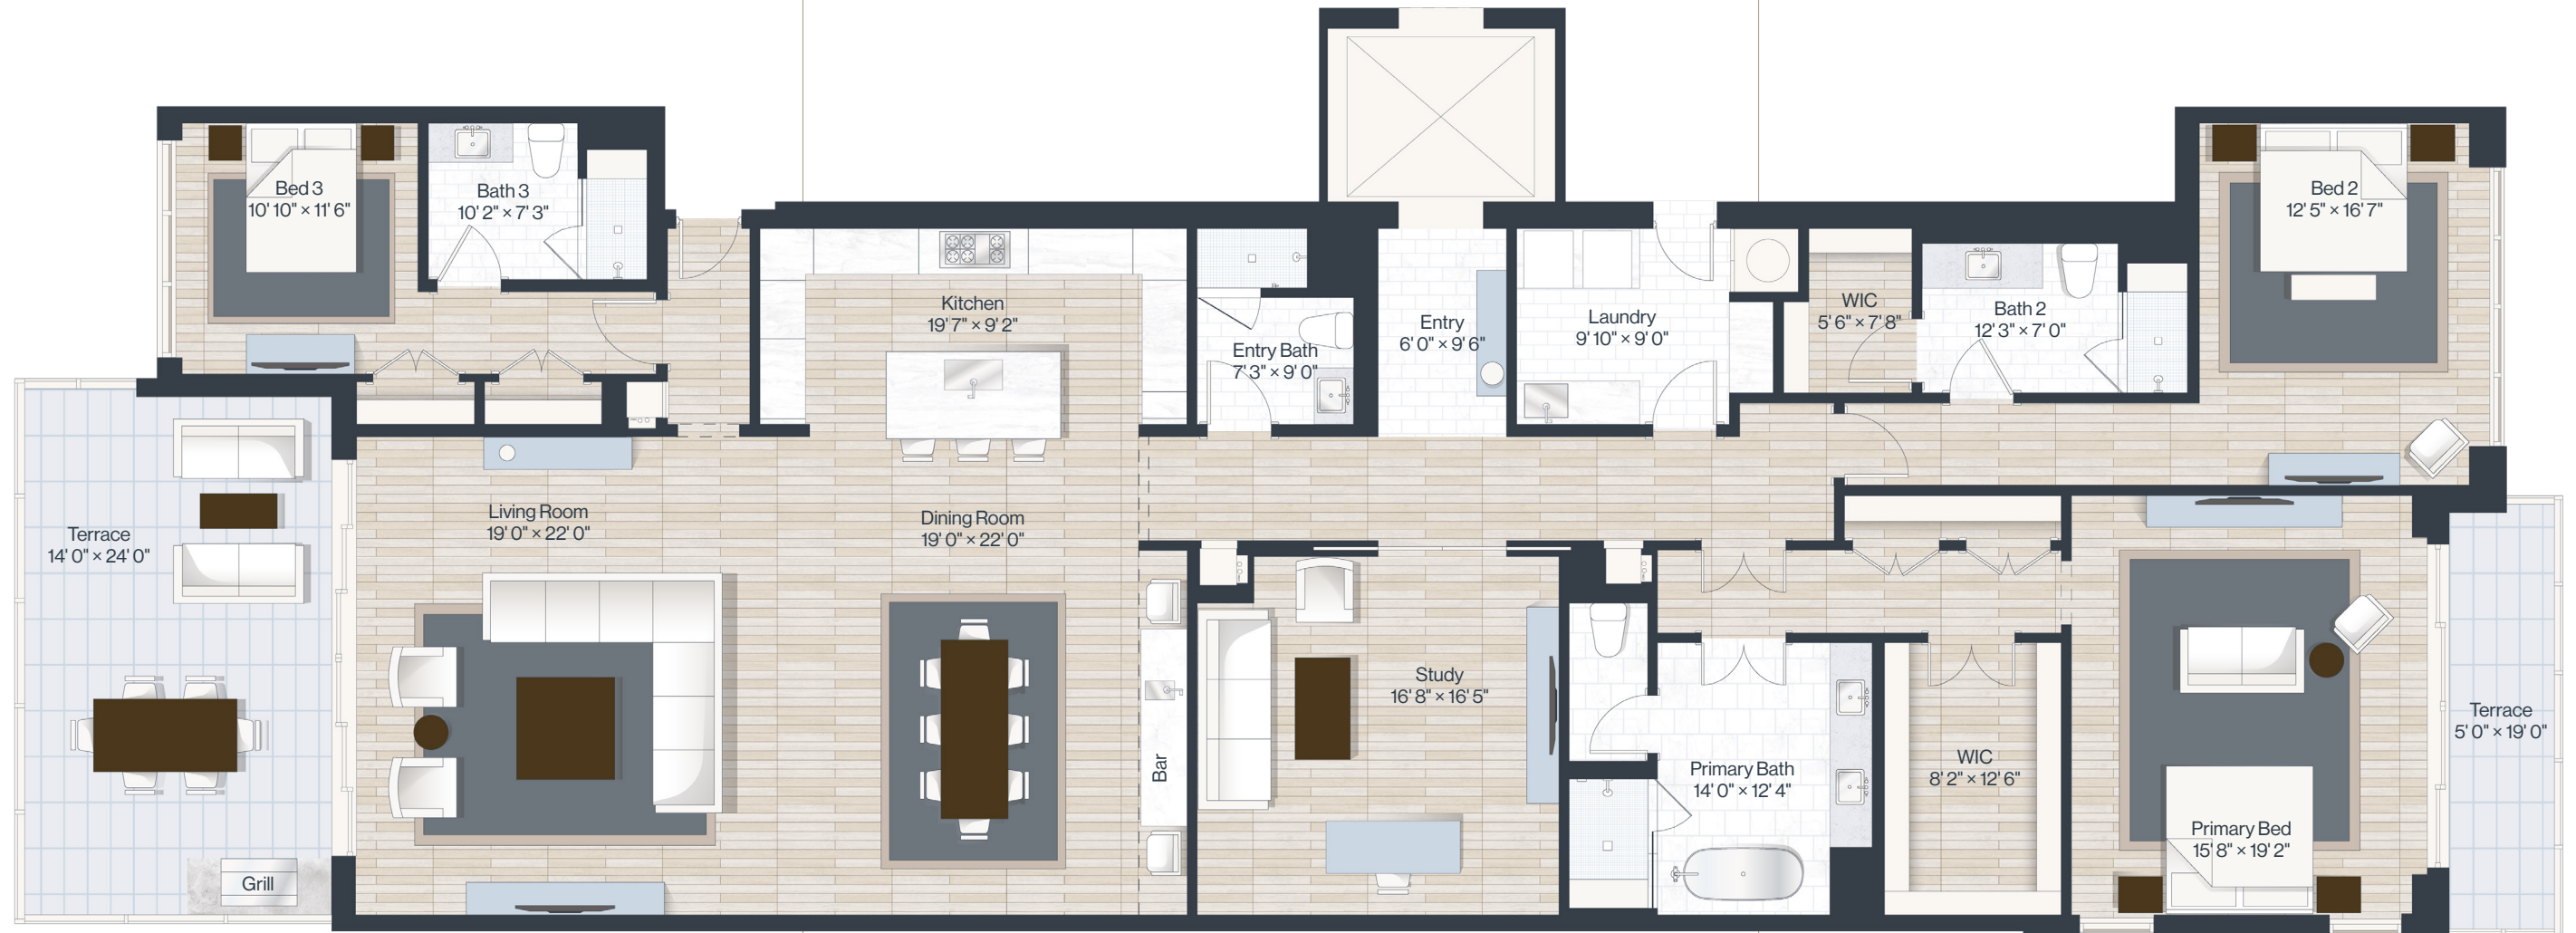 Bed 3
10' 10" × 11' 6"
Bath 3
10' 2" × 7' 3"
Kitchen
19' 7" × 9' 2"
Entry Bath
7' 3" × 9' 0"
Entry
6' 0" × 9' 6"
Laundry
9' 10" × 9' 0"
WIC
5' 6" × 7' 8"
Bath 2
12' 3" × 7' 0"
Bed 2
12' 5" × 16' 7"
Terrace
14' 0" × 24' 0"
Living Room
19' 0" × 22' 0"
Dining Room
19' 0" × 22' 0"
Bar
Study
16' 8" × 16' 5"
Primary Bath
14' 0" × 12' 4"
WIC
8' 2" × 12' 6"
Primary Bed
15' 8" × 19' 2"
Terrace
5' 0" × 19' 0"
Grill